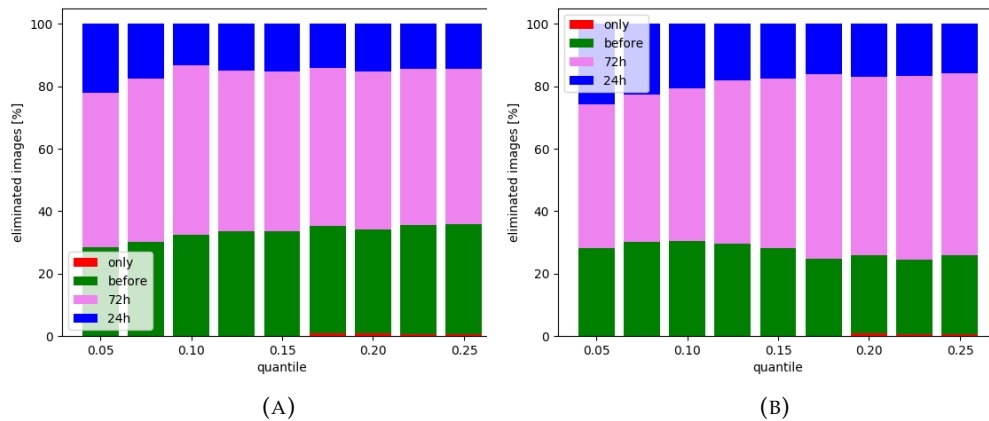 100
80
60
40
20
0
eliminated images [%]
only
before
72h
24h
0.05
0.10
0.15
0.20
0.25
quantile
(A)
100
80
60
40
20
0
eliminated images [%]
only
before
72h
24h
0.05
0.10
0.15
0.20
0.25
quantile
(B)